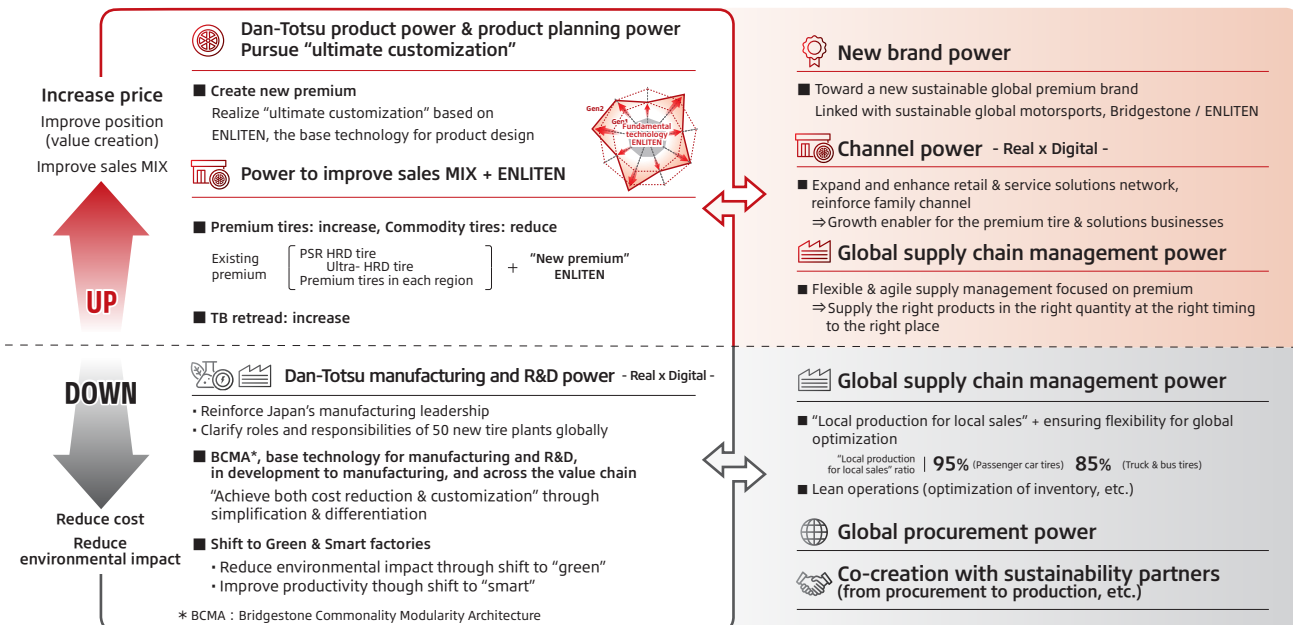 Increase price
Improve position
(value creation)
Improve sales MIX
UP
DOWN
Reduce cost
Reduce
environmental impact
Dan-Totsu product power & product planning power
Pursue “ultimate customization”
■ Create new premium
Realize “ultimate customization” based on
ENLITEN, the base technology for product design
Gen2
Gen1
Fundamental
technology
ENLITEN
Power to improve sales MIX + ENLITEN
■ Premium tires: increase, Commodity tires: reduce
Existing
premium
PSR HRD tire
Ultra- HRD tire
Premium tires in each region
+
“New premium”
ENLITEN
■ TB retread: increase
Dan-Totsu manufacturing and R&D power - Real x Digital -
• Reinforce Japan’s manufacturing leadership
• Clarify roles and responsibilities of 50 new tire plants globally
■ BCMA*, base technology for manufacturing and R&D,
in development to manufacturing, and across the value chain
“Achieve both cost reduction & customization” through
simplification & differentiation
■ Shift to Green & Smart factories
• Reduce environmental impact through shift to “green”
• Improve productivity though shift to “smart”
* BCMA : Bridgestone Commonality Modularity Architecture
New brand power
■ Toward a new sustainable global premium brand
Linked with sustainable global motorsports, Bridgestone / ENLITEN
Channel power - Real x Digital -
■ Expand and enhance retail & service solutions network,
reinforce family channel
⇒Growth enabler for the premium tire & solutions businesses
Global supply chain management power
■ Flexible & agile supply management focused on premium
⇒Supply the right products in the right quantity at the right timing
to the right place
Global supply chain management power
■ “Local production for local sales” + ensuring flexibility for global
optimization
“Local production
for local sales” ratio
95% (Passenger car tires) 85% (Truck & bus tires)
■ Lean operations (optimization of inventory, etc.)
Global procurement power
Co-creation with sustainability partners
(from procurement to production, etc.)